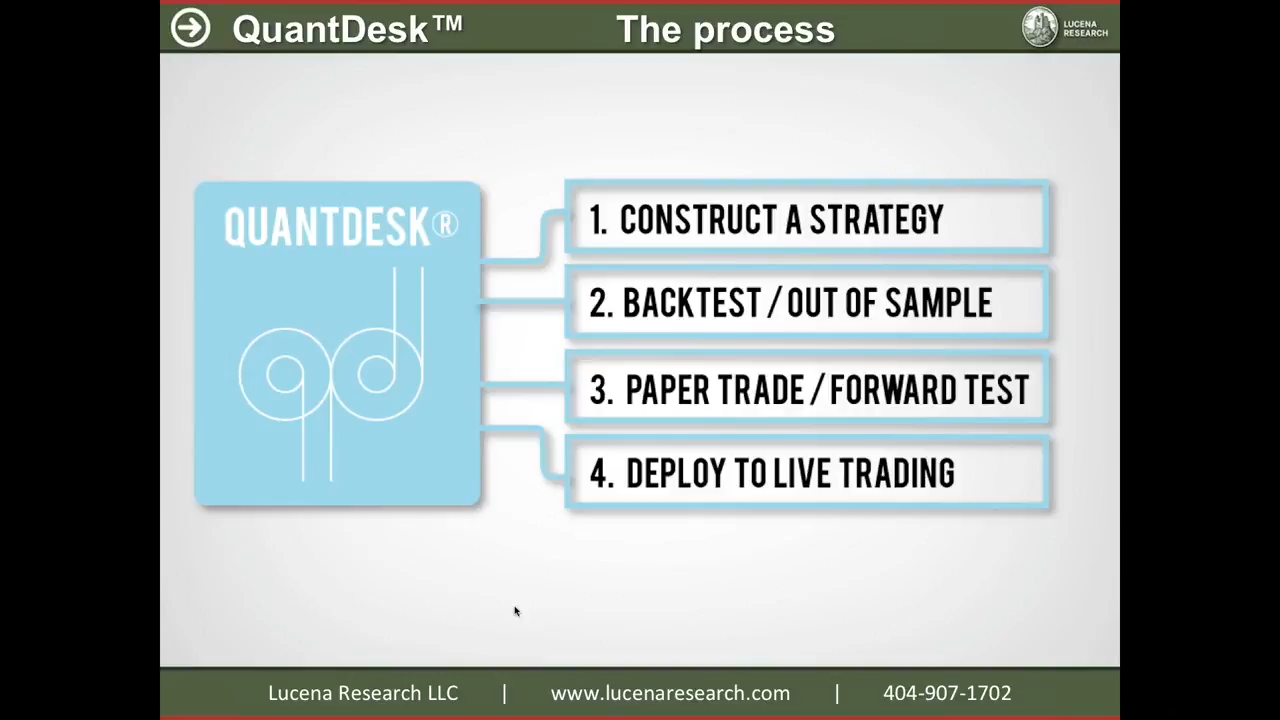 QuantDesk™ The process
LUCENA
RESEARCH
QUANTDESK®
qd
1. CONSTRUCT A STRATEGY
2. BACKTEST / OUT OF SAMPLE
3. PAPER TRADE / FORWARD TEST
4. DEPLOY TO LIVE TRADING
Lucena Research LLC | www.lucenaresearch.com | 404-907-1702